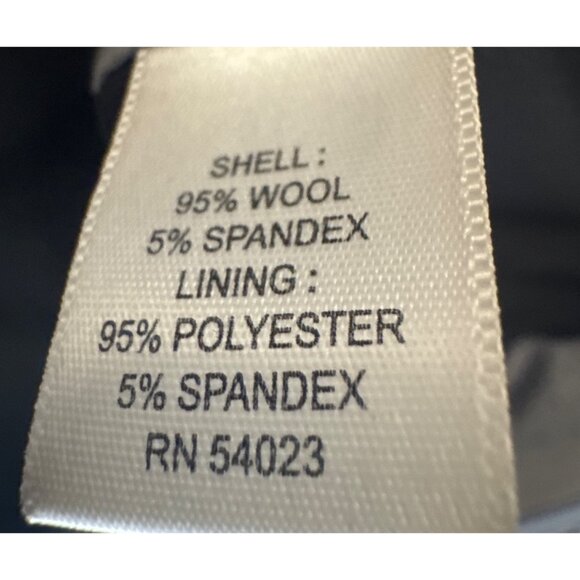 SHELL :
95% WOOL
5% SPANDEX
LINING :
95% POLYESTER
5% SPANDEX
RN 54023